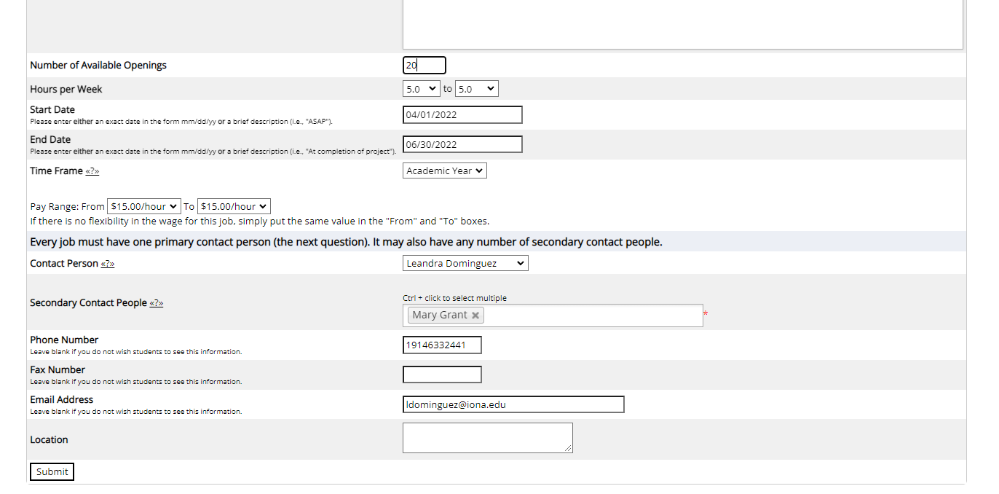 Number of Available Openings 20
Hours per Week 5.0 to 5.0
Start Date
Please enter either an exact date in the form mm/dd/yy or a brief description (i.e., "ASAP"). 04/01/2022
End Date
Please enter either an exact date in the form mm/dd/yy or a brief description (i.e., "At completion of project"). 06/30/2022
Time Frame «?» Academic Year
Pay Range: From $15.00/hour To $15.00/hour
If there is no flexibility in the wage for this job, simply put the same value in the "From" and "To" boxes.
Every job must have one primary contact person (the next question). It may also have any number of secondary contact people.
Contact Person «?» Leandra Dominguez
Ctrl + click to select multiple
Secondary Contact People «?» Mary Grant ✖ *
Phone Number
Leave blank if you do not wish students to see this information. 19146332441
Fax Number
Leave blank if you do not wish students to see this information.
Email Address
Leave blank if you do not wish students to see this information. ldominguez@iona.edu
Location
Submit